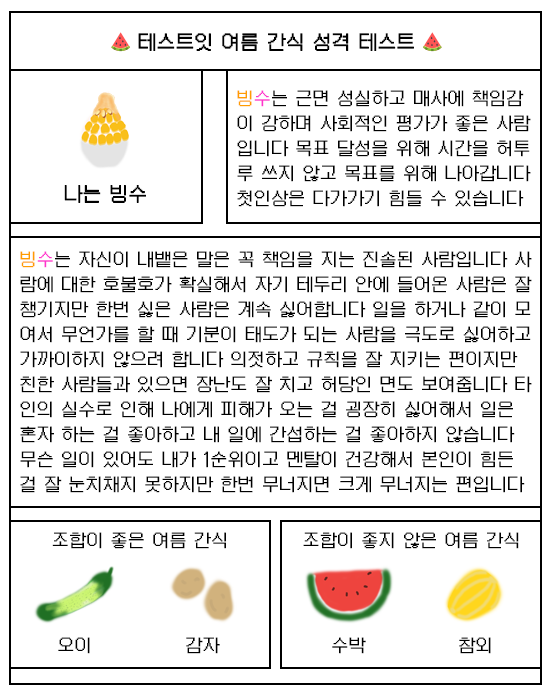 테스트잇 여름 간식 성격 테스트
나는 빙수
빙수는 근면 성실하고 매사에 책임감
이 강하며 사회적인 평가가 좋은 사람
입니다 목표 달성을 위해 시간을 허투
루 쓰지 않고 목표를 위해 나아갑니다
첫인상은 다가가기 힘들 수 있습니다
빙수는 자신이 내뱉은 말은 꼭 책임을 지는 진솔된 사람입니다 사
람에 대한 호불호가 확실해서 자기 테두리 안에 들어온 사람은 잘
챙기지만 한번 싫은 사람은 계속 싫어합니다 일을 하거나 같이 모
여서 무언가를 할 때 기분이 태도가 되는 사람을 극도로 싫어하고
가까이하지 않으려 합니다 의젓하고 규칙을 잘 지키는 편이지만
친한 사람들과 있으면 장난도 잘 치고 허당인 면도 보여줍니다 타
인의 실수로 인해 나에게 피해가 오는 걸 굉장히 싫어해서 일은
혼자 하는 걸 좋아하고 내 일에 간섭하는 걸 좋아하지 않습니다
무슨 일이 있어도 내가 1순위이고 멘탈이 건강해서 본인이 힘든
걸 잘 눈치채지 못하지만 한번 무너지면 크게 무너지는 편입니다
조합이 좋은 여름 간식
오이 감자
조합이 좋지 않은 여름 간식
수박 참외